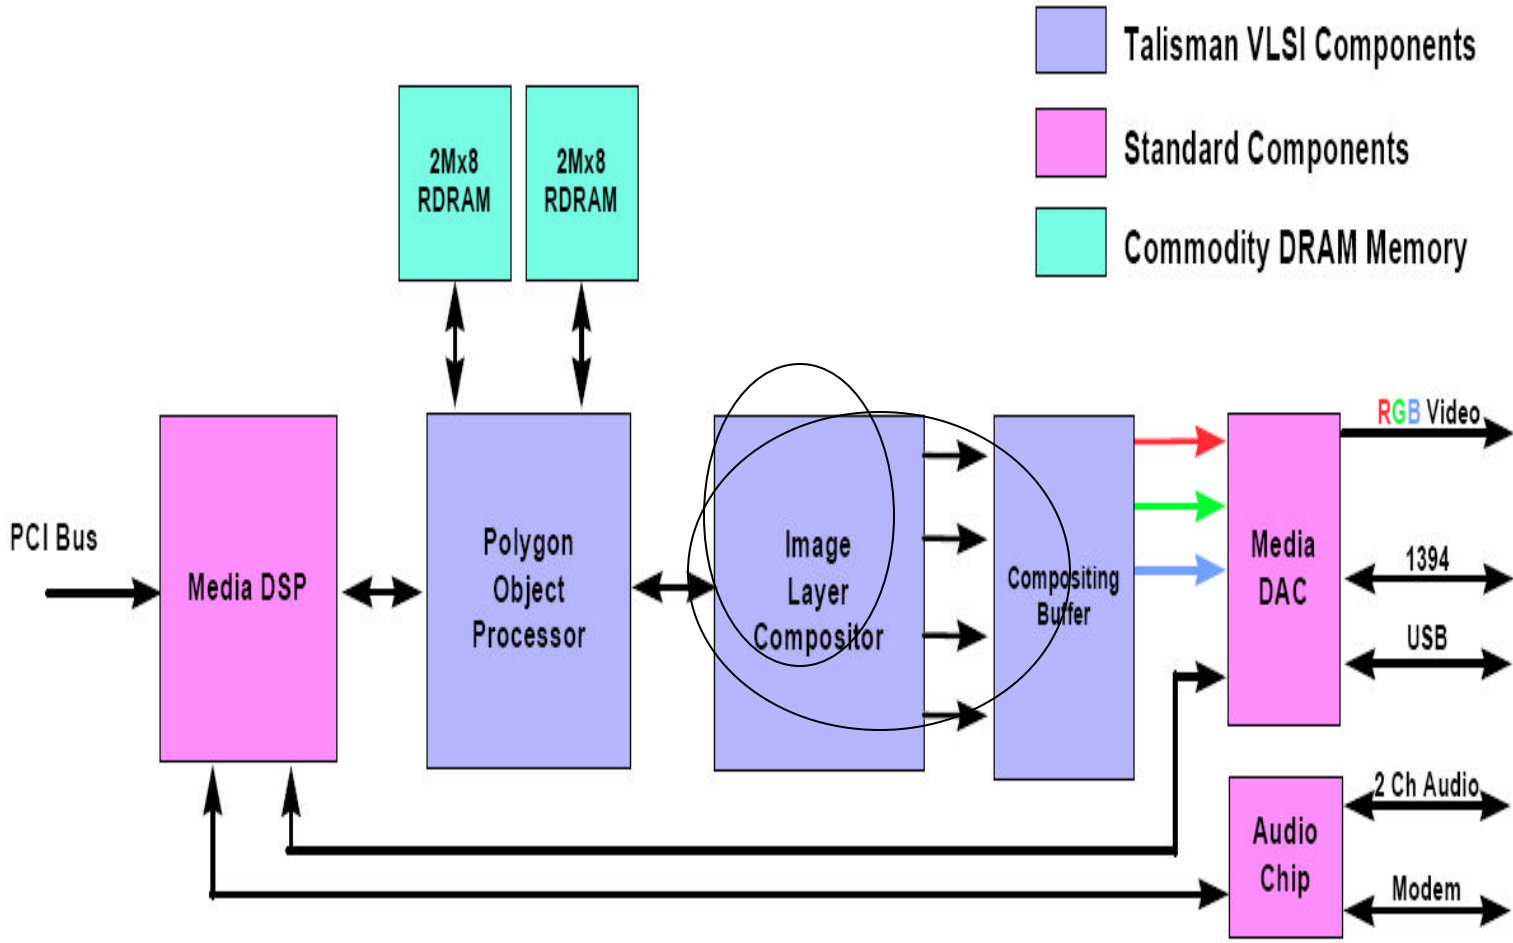 Talisman VLSI Components
Standard Components
Commodity DRAM Memory
2Mx8
RDRAM
2Mx8
RDRAM
PCI Bus
Media DSP
Polygon
Object
Processor
Image
Layer
Compositor
Compositing
Buffer
Media
DAC
RGB Video
1394
USB
Audio
Chip
2 Ch Audio
Modem